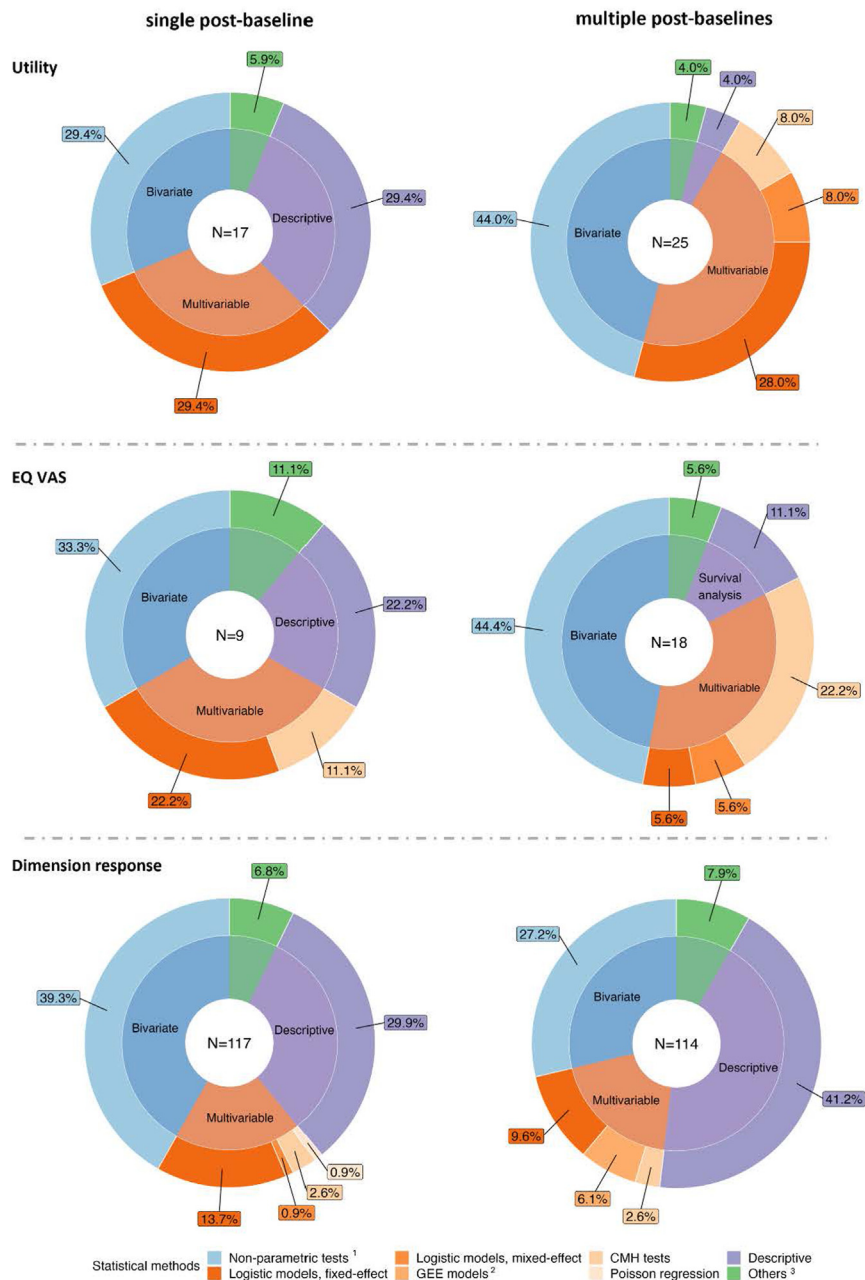 single post-baseline
multiple post-baselines
Utility
5.9%
29.4%
29.4%
29.4%
Bivariate
Descriptive
Multivariable
N=17
4.0%
4.0%
8.0%
8.0%
44.0%
28.0%
Bivariate
Multivariable
N=25
EQ VAS
11.1%
33.3%
22.2%
22.2%
11.1%
Bivariate
Descriptive
Multivariable
N=9
5.6%
11.1%
44.4%
22.2%
5.6%
5.6%
Bivariate
Survival
analysis
Multivariable
N=18
Dimension response
6.8%
39.3%
29.9%
13.7%
0.9%
2.6%
0.9%
Bivariate
Descriptive
Multivariable
N=117
7.9%
27.2%
41.2%
9.6%
6.1%
2.6%
Bivariate
Descriptive
Multivariable
N=114
Statistical methods
Non-parametric tests 1
Logistic models, mixed-effect
CMH tests
Descriptive
Logistic models, fixed-effect
GEE models 2
Poisson regression
Others 3